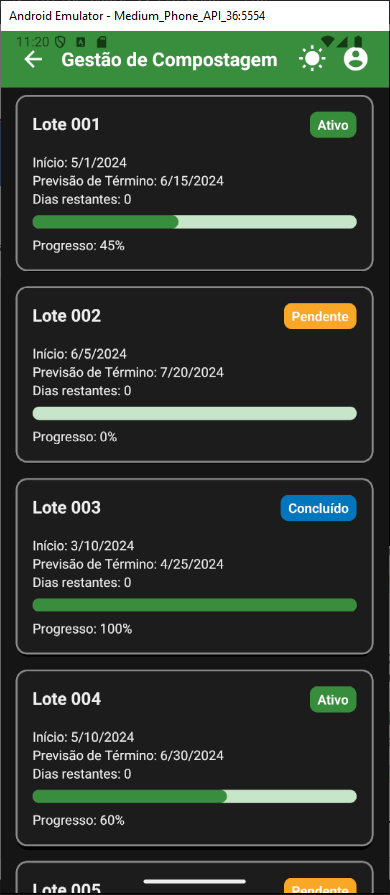 Android Emulator - Medium_Phone_API_36:5554
11:20
Gestão de Compostagem
Lote 001
Ativo
Início: 5/1/2024
Previsão de Término: 6/15/2024
Dias restantes: 0
Progresso: 45%
Lote 002
Pendente
Início: 6/5/2024
Previsão de Término: 7/20/2024
Dias restantes: 0
Progresso: 0%
Lote 003
Concluído
Início: 3/10/2024
Previsão de Término: 4/25/2024
Dias restantes: 0
Progresso: 100%
Lote 004
Ativo
Início: 5/10/2024
Previsão de Término: 6/30/2024
Dias restantes: 0
Progresso: 60%
Lote 005
Pendente